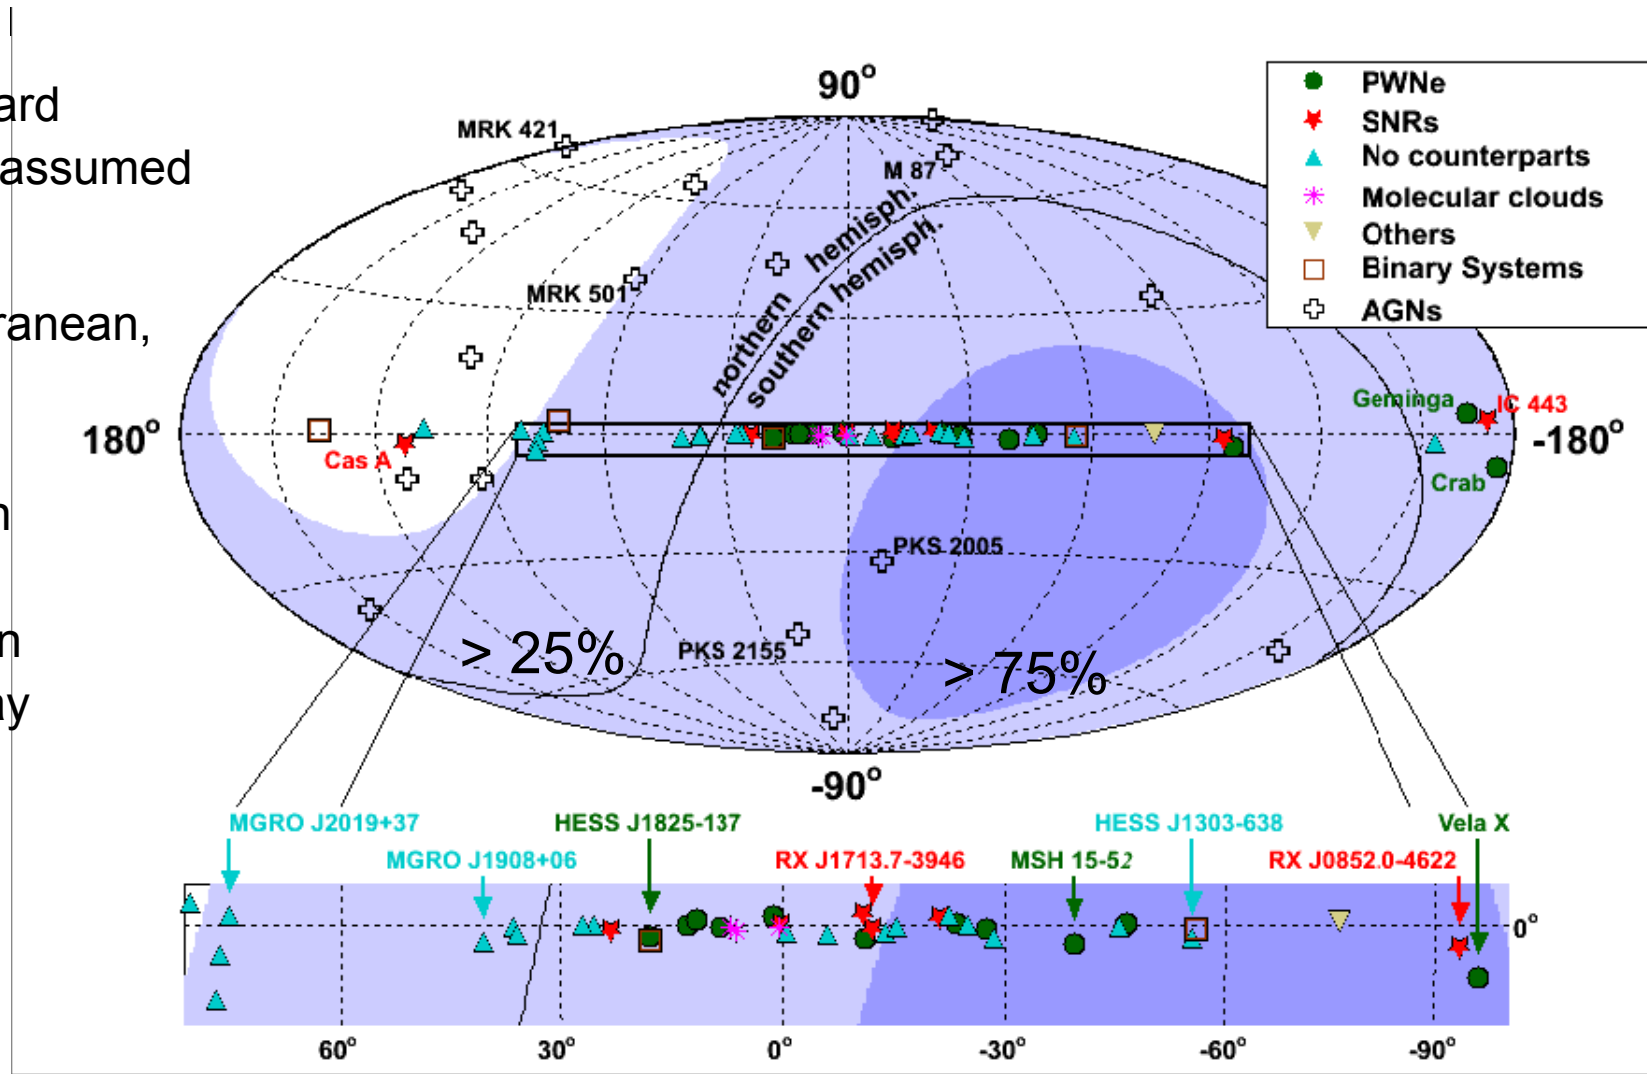 ard
assumed
ranean,
n
n
ay
90°
MRK 421
M 87
MRK 501
northern hemisph.
southern hemisph.
180°
-180°
Cas A
Geminga
IC 443
Crab
PKS 2005
PKS 2155
> 25%
> 75%
-90°
PWNe
SNRs
No counterparts
Molecular clouds
Others
Binary Systems
AGNs
MGRO J2019+37
HESS J1825-137
HESS J1303-638
Vela X
MGRO J1908+06
RX J1713.7-3946
MSH 15-52
RX J0852.0-4622
0°
60°
30°
0°
-30°
-60°
-90°